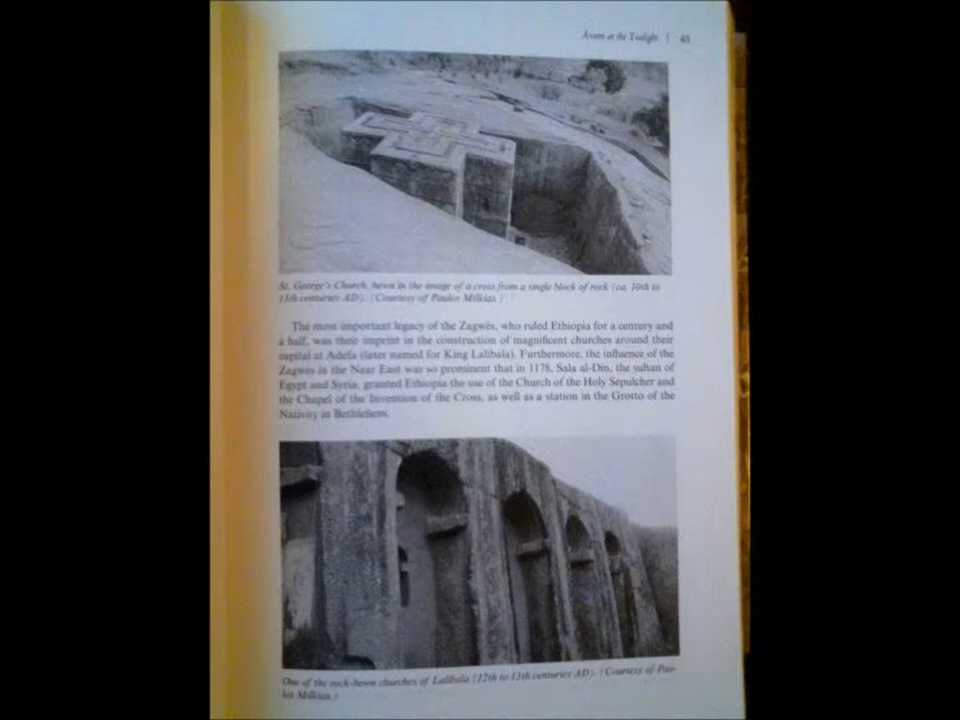 Axum at the Twilight | 45
St. George's Church, hewn in the image of a cross from a single block of rock (ca. 10th to
13th centuries AD). (Courtesy of Paulos Milkias)
The most important legacy of the Zagwés, who ruled Ethiopia for a century and
a half, was their imprint in the construction of magnificent churches around their
capital at Adefa (later named for King Lalibala). Furthermore, the influence of the
Zagwés in the Near East was so prominent that in 1178, Sala al-Din, the sultan of
Egypt and Syria, granted Ethiopia the use of the Church of the Holy Sepulcher and
the Chapel of the Invention of the Cross, as well as a station in the Grotto of the
Nativity in Bethlehem.
One of the rock-hewn churches of Lalibala (12th to 13th centuries AD). (Courtesy of Pau-
los Milkias.)